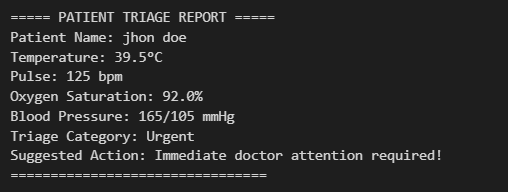 ===== PATIENT TRIAGE REPORT =====
Patient Name: jhon doe
Temperature: 39.5°C
Pulse: 125 bpm
Oxygen Saturation: 92.0%
Blood Pressure: 165/105 mmHg
Triage Category: Urgent
Suggested Action: Immediate doctor attention required!
================================